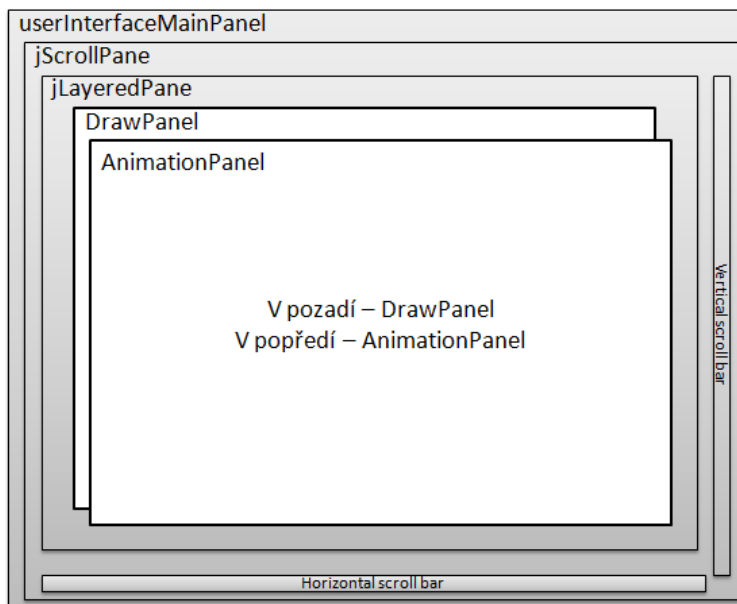 userInterfaceMainPanel
jScrollPane
jLayeredPane
DrawPanel
AnimationPanel
V pozadí – DrawPanel
V popředí – AnimationPanel
Vertical scroll bar
Horizontal scroll bar